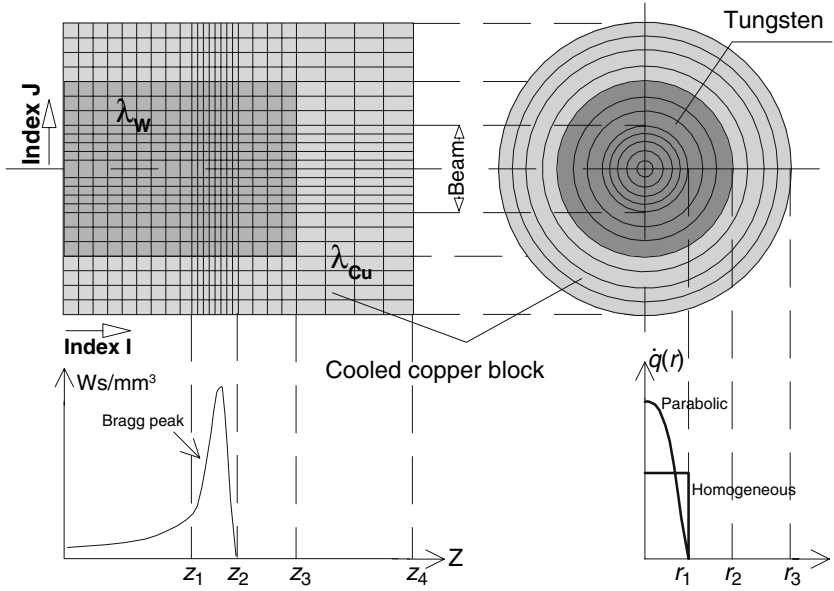 Tungsten
Index J
λW
Beam
λCu
Index I
Cooled copper block
Ws/mm³
Bragg peak
q̇(r)
Parabolic
Homogeneous
z1 z2 z3 z4 Z
r1 r2 r3